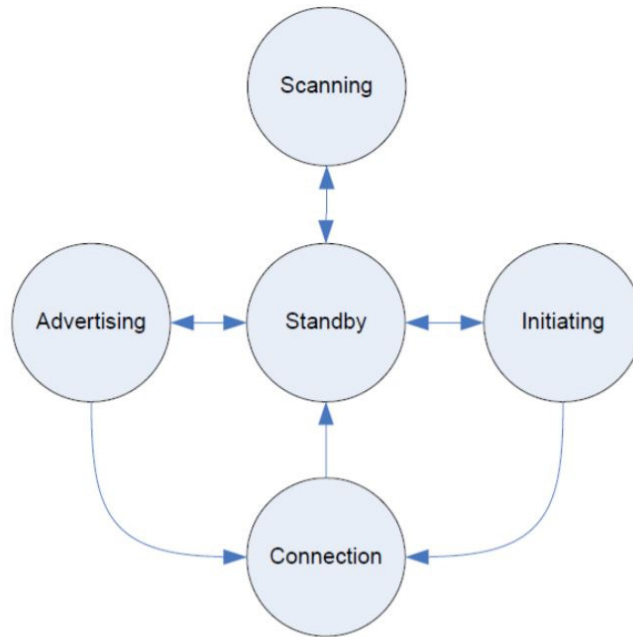 Scanning
Advertising
Standby
Initiating
Connection